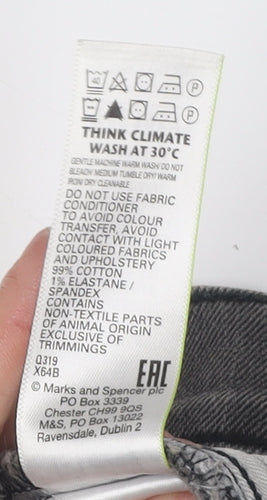 40 P
P
THINK CLIMATE
WASH AT 30°C
GENTLE MACHINE WARM WASH/ DO NOT
BLEACH/ MEDIUM TUMBLE DRY/ WARM
IRON/ DRY CLEANABLE
DO NOT USE FABRIC
CONDITIONER
TO AVOID COLOUR
TRANSFER, AVOID
CONTACT WITH LIGHT
COLOURED FABRICS
AND UPHOLSTERY
99% COTTON
1% ELASTANE /
SPANDEX
CONTAINS
NON-TEXTILE PARTS
OF ANIMAL ORIGIN
EXCLUSIVE OF
TRIMMINGS
Q319
X64B EAC
© Marks and Spencer plc
PO Box 3339
Chester CH99 9QS
M&S, PO Box 13022
Ravensdale, Dublin 2